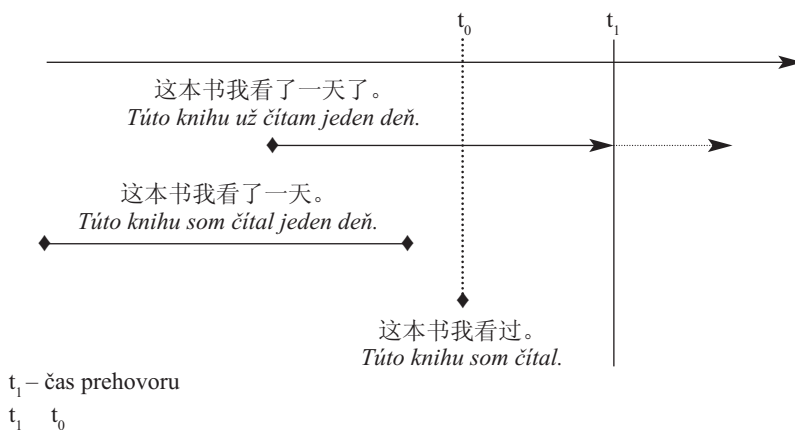 t₀ t₁
这本书我看了一天了。
Túto knihu už čítam jeden deň.
这本书我看了一天。
Túto knihu som čítal jeden deň.
这本书我看过。
Túto knihu som čítal.
t₁ – čas prehovoru
t₁ t₀